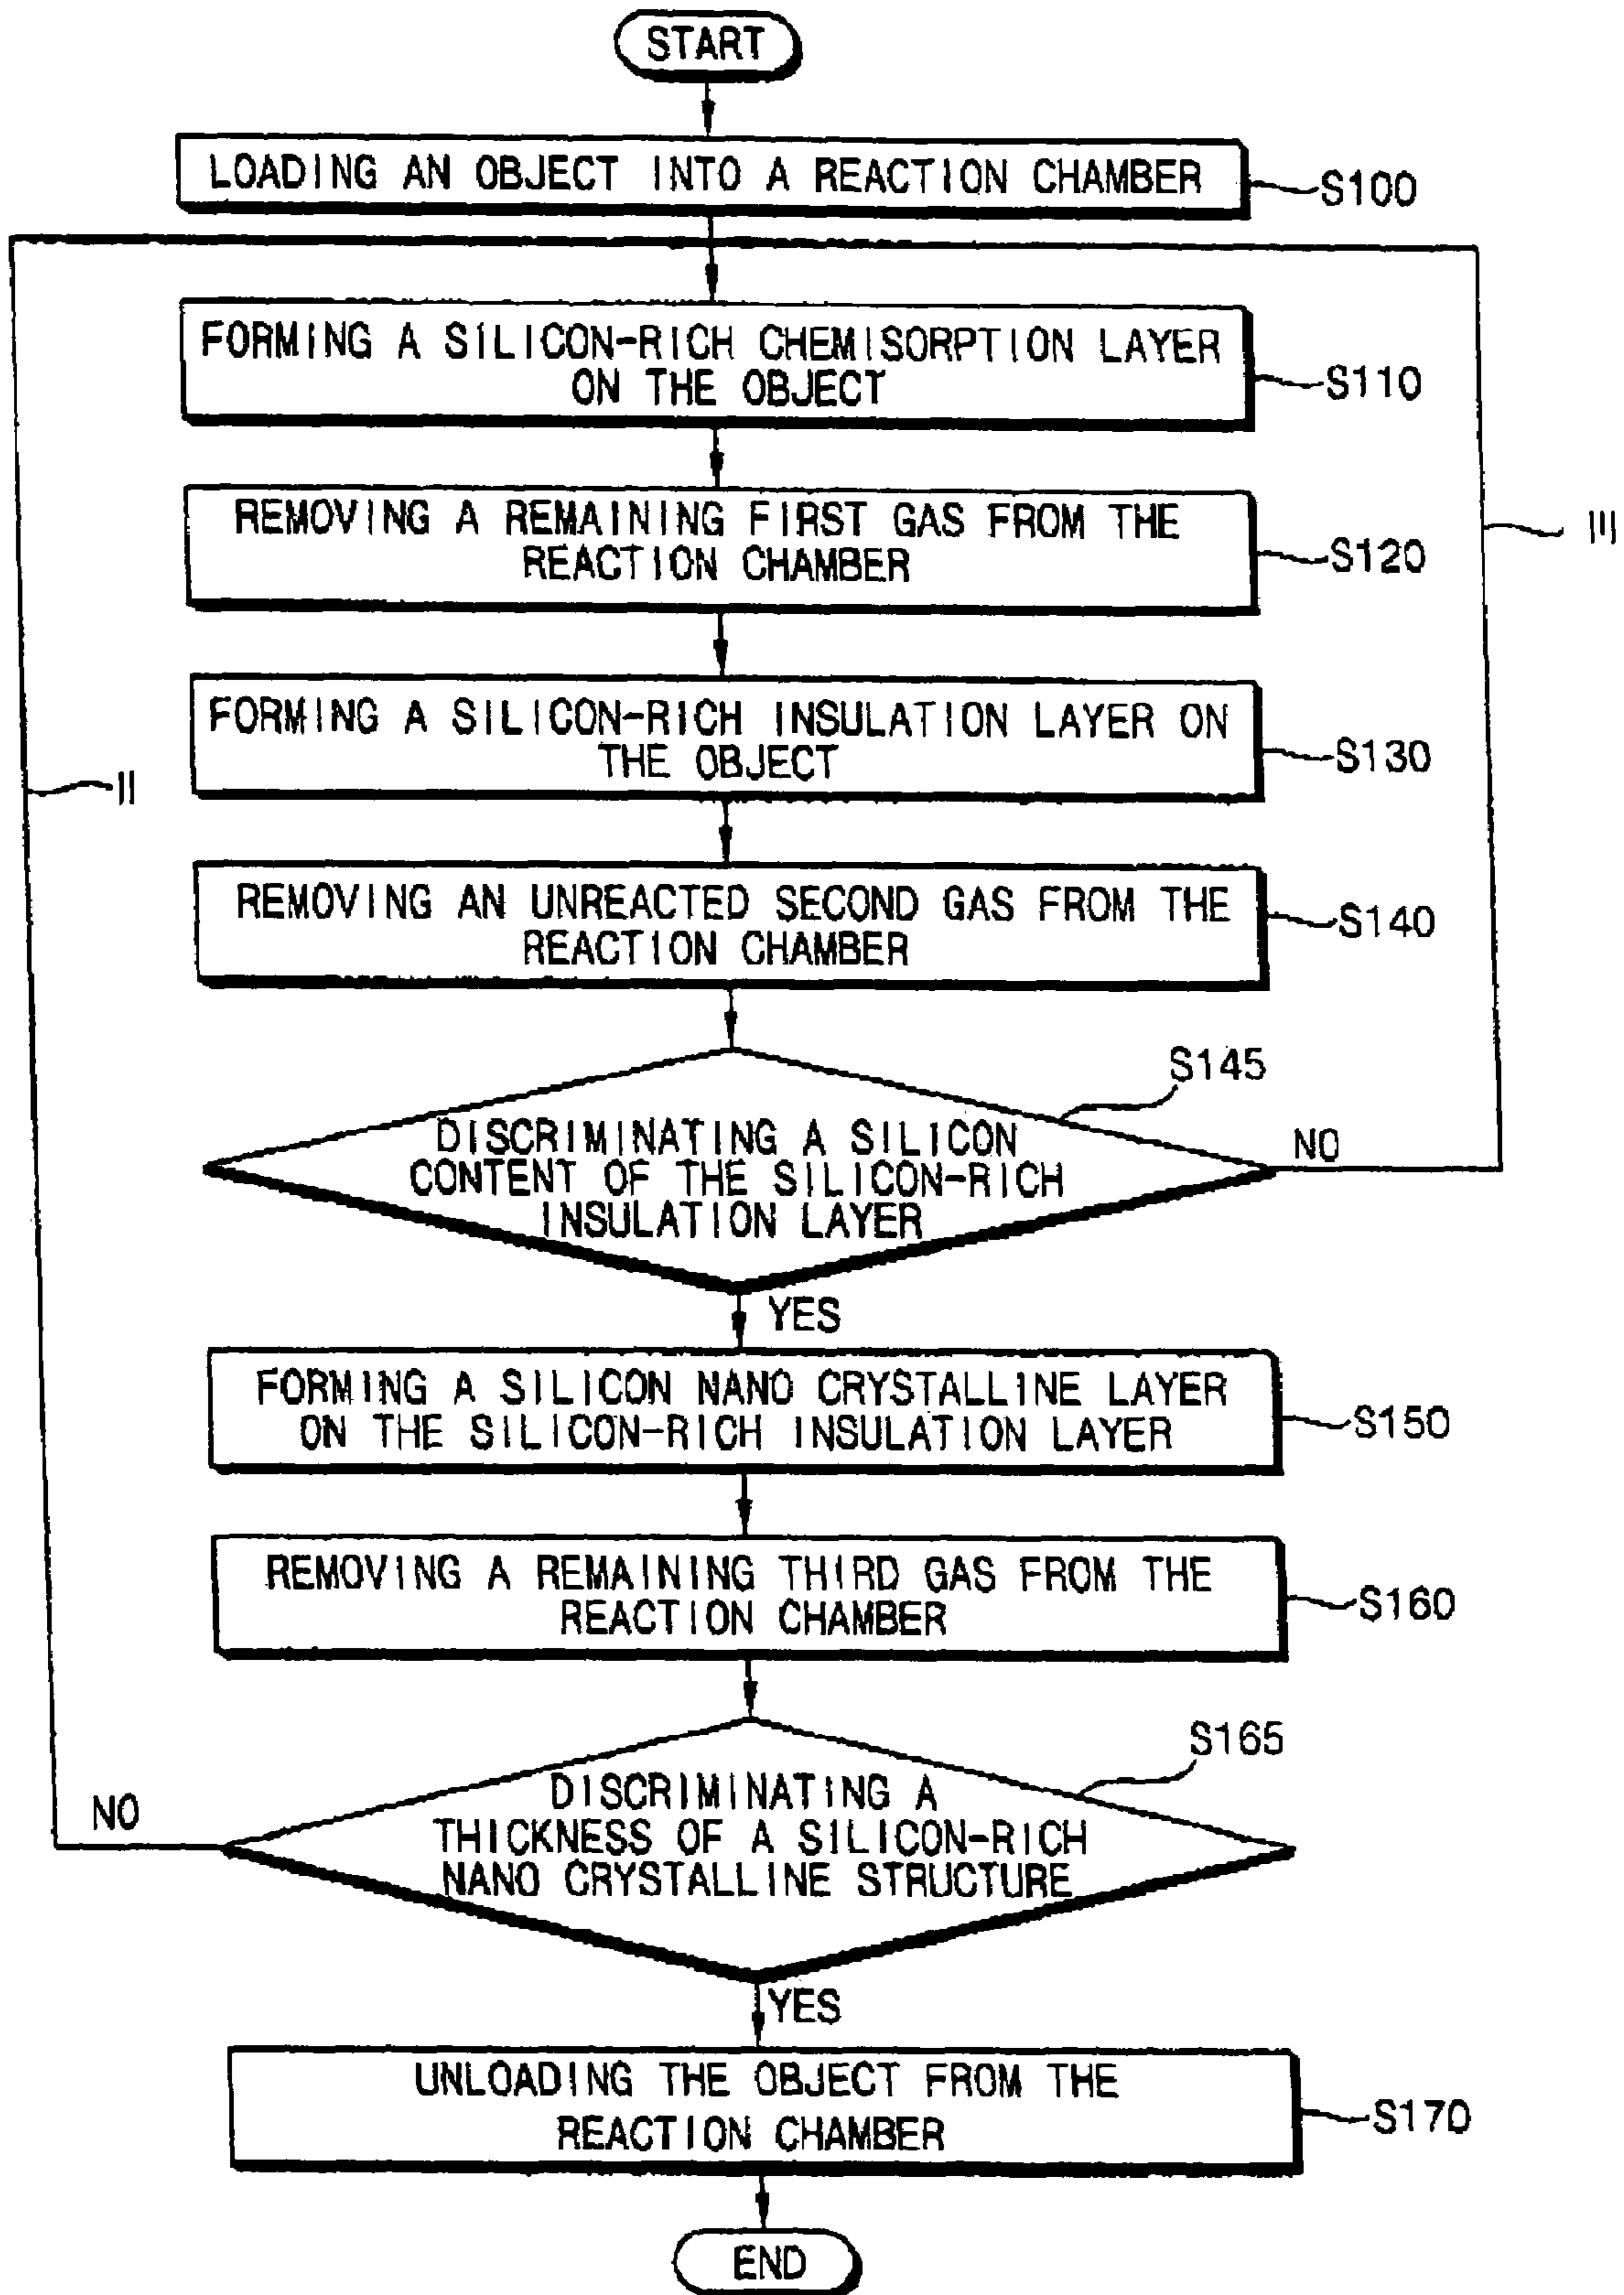 START
LOADING AN OBJECT INTO A REACTION CHAMBER
S100
FORMING A SILICON-RICH CHEMISORPTION LAYER
ON THE OBJECT
S110
REMOVING A REMAINING FIRST GAS FROM THE
REACTION CHAMBER
S120
III
FORMING A SILICON-RICH INSULATION LAYER ON
THE OBJECT
S130
II
REMOVING AN UNREACTED SECOND GAS FROM THE
REACTION CHAMBER
S140
S145
DISCRIMINATING A SILICON
CONTENT OF THE SILICON-RICH
INSULATION LAYER
NO
YES
FORMING A SILICON NANO CRYSTALLINE LAYER
ON THE SILICON-RICH INSULATION LAYER
S150
REMOVING A REMAINING THIRD GAS FROM THE
REACTION CHAMBER
S160
S165
DISCRIMINATING A
THICKNESS OF A SILICON-RICH
NANO CRYSTALLINE STRUCTURE
NO
YES
UNLOADING THE OBJECT FROM THE
REACTION CHAMBER
S170
END